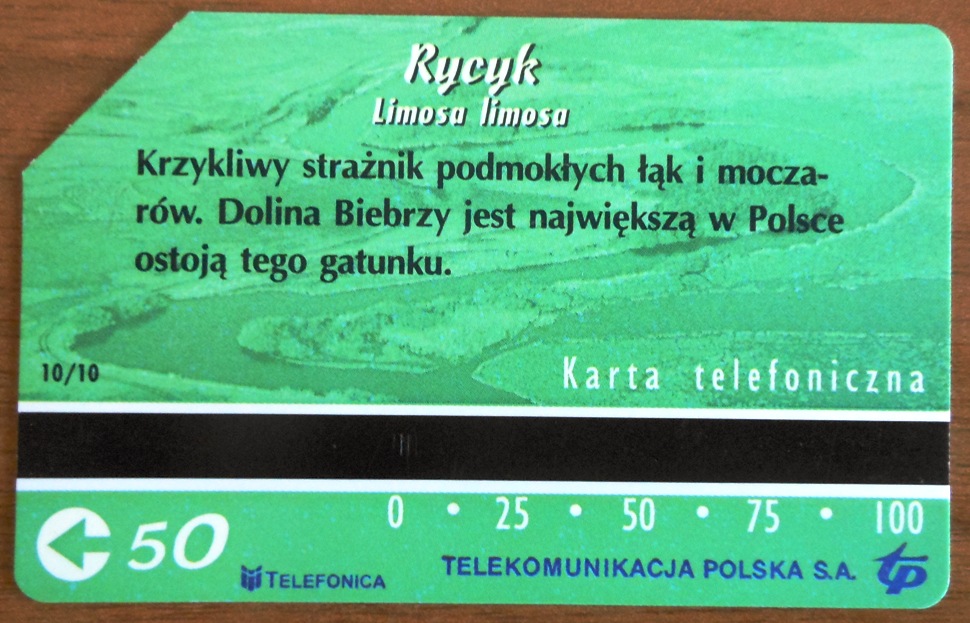 Rycyk
Limosa limosa
Krzykliwy strażnik podmokłych łąk i mocza-
rów. Dolina Biebrzy jest największą w Polsce
ostoją tego gatunku.
10/10
Karta telefoniczna
0 • 25 • 50 • 75 • 100
50
TELEFONICA
TELEKOMUNIKACJA POLSKA S.A. tp